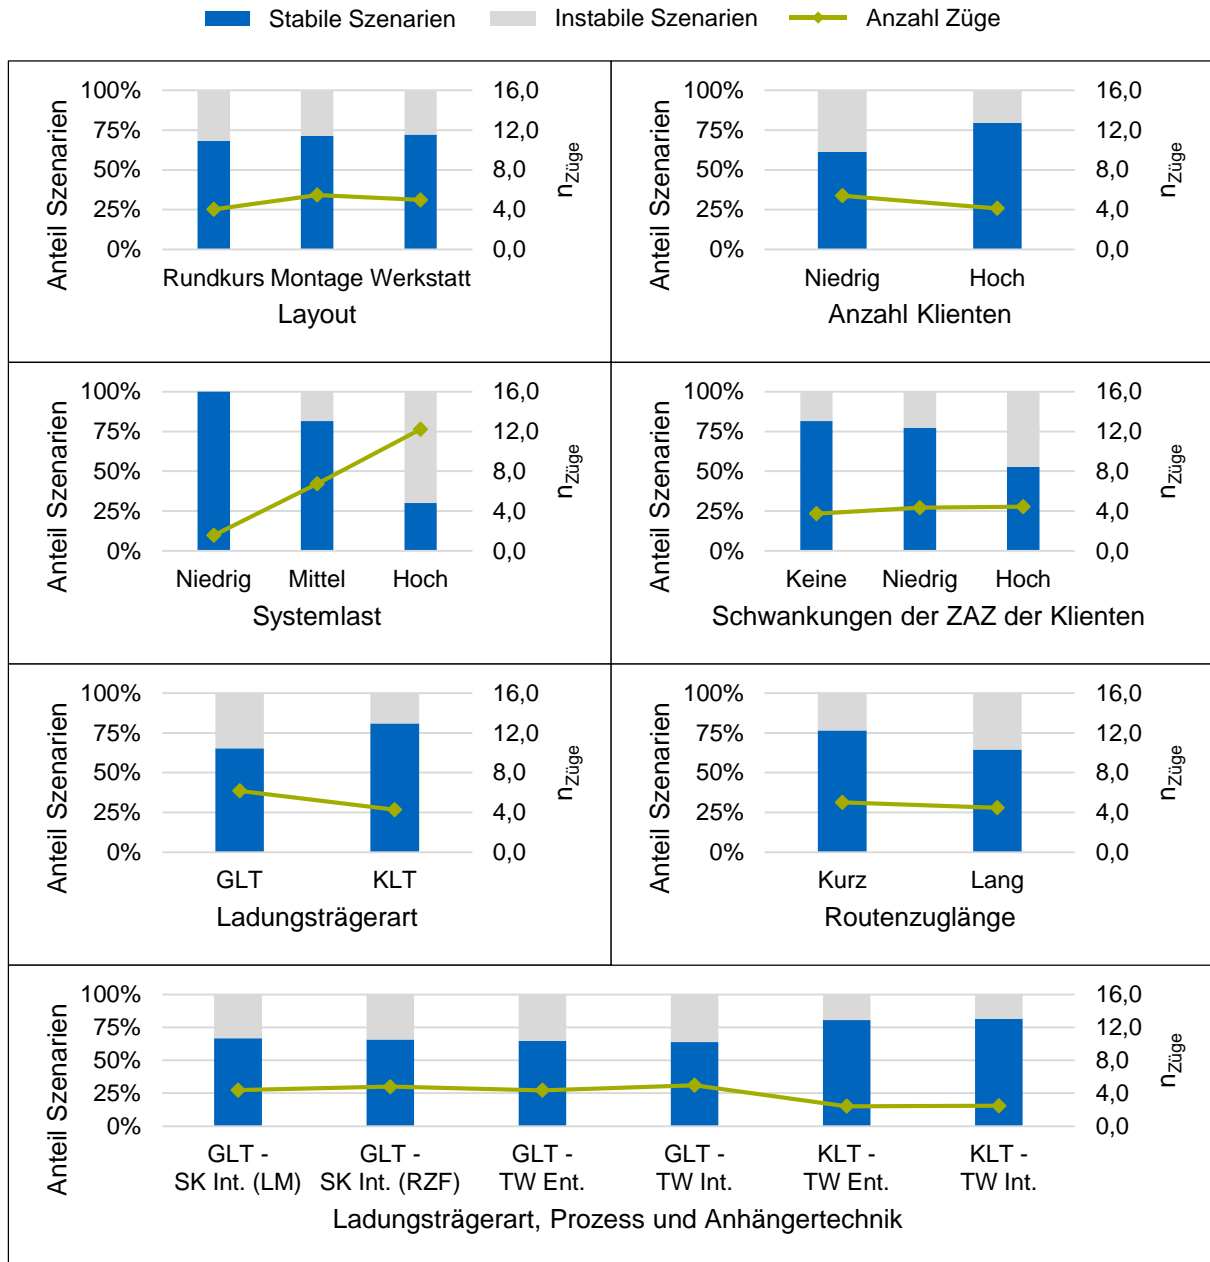 Stabile Szenarien Instabile Szenarien Anzahl Züge
Anteil Szenarien
100%
75%
50%
25%
0%
16,0
12,0
8,0
4,0
0,0
nZüge
Rundkurs Montage Werkstatt
Layout
Anteil Szenarien
100%
75%
50%
25%
0%
16,0
12,0
8,0
4,0
0,0
nZüge
Niedrig Hoch
Anzahl Klienten
Anteil Szenarien
100%
75%
50%
25%
0%
16,0
12,0
8,0
4,0
0,0
nZüge
Niedrig Mittel Hoch
Systemlast
Anteil Szenarien
100%
75%
50%
25%
0%
16,0
12,0
8,0
4,0
0,0
nZüge
Keine Niedrig Hoch
Schwankungen der ZAZ der Klienten
Anteil Szenarien
100%
75%
50%
25%
0%
16,0
12,0
8,0
4,0
0,0
nZüge
GLT KLT
Ladungsträgerart
Anteil Szenarien
100%
75%
50%
25%
0%
16,0
12,0
8,0
4,0
0,0
nZüge
Kurz Lang
Routenzuglänge
Anteil Szenarien
100%
75%
50%
25%
0%
16,0
12,0
8,0
4,0
0,0
nZüge
GLT - GLT - GLT - GLT - KLT - KLT -
SK Int. (LM) SK Int. (RZF) TW Ent. TW Int. TW Ent. TW Int.
Ladungsträgerart, Prozess und Anhängertechnik